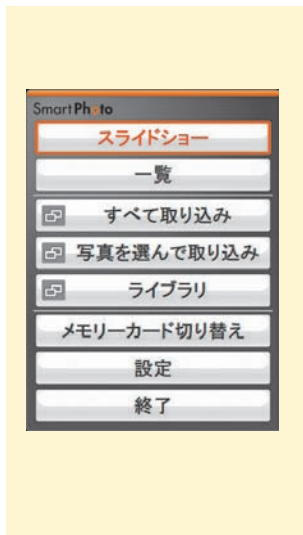 Smart Photo
スライドショー
一覧
すべて取り込み
写真を選んで取り込み
ライブラリ
メモリーカード切り替え
設定
終了